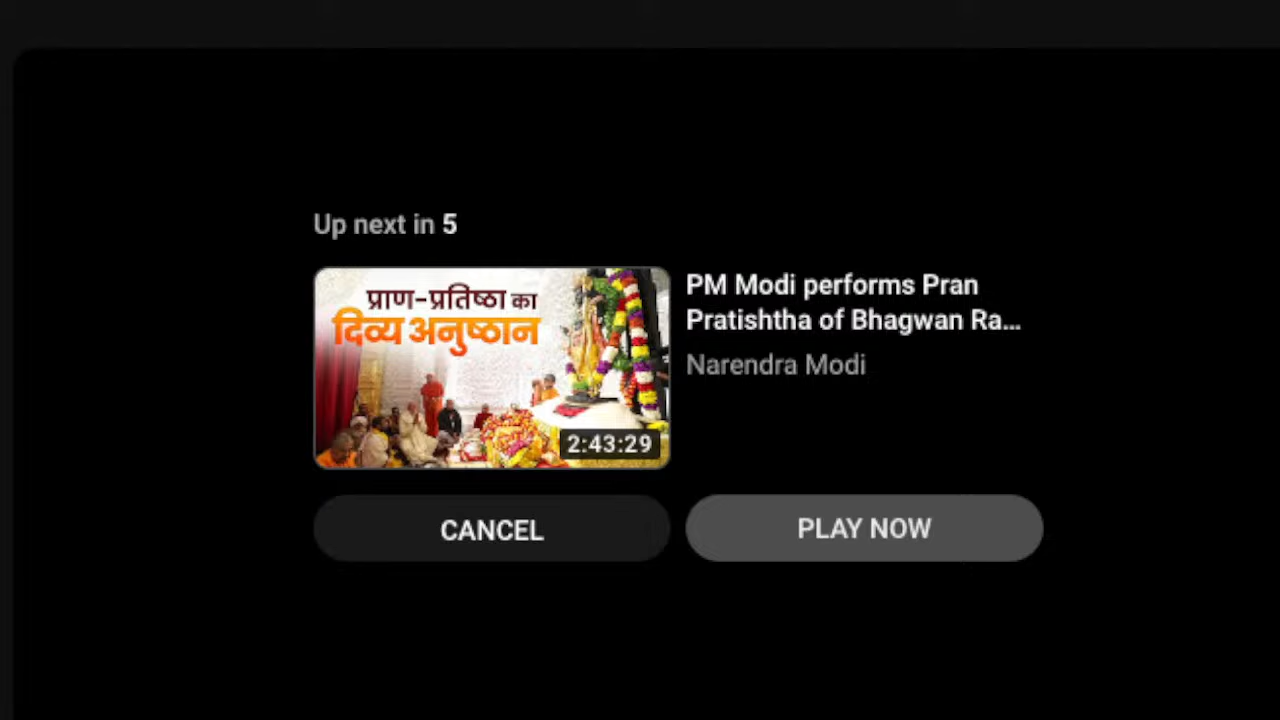 Up next in 5
प्राण-प्रतिष्ठा का
दिव्य अनुष्ठान
2:43:29
PM Modi performs Pran
Pratishtha of Bhagwan Ra...
Narendra Modi
CANCEL
PLAY NOW